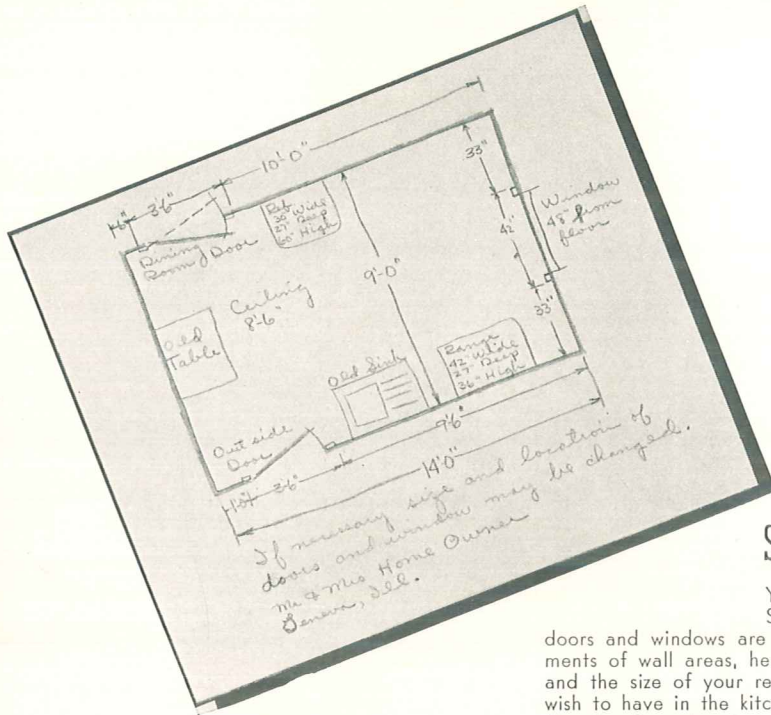 10'-0"
6"
3'-6"
Dining
Room Door
Ref.
30" Wide
27" Deep
60" High
33"
42"
33"
Window
48" from
floor
Ceiling
8'-6"
9'-0"
Old
Table
Old Sink
Range
42" Wide
27" Deep
36" High
Outside
Door
3'-6"
9'6"
14'0"
If necessary size and location of
doors and window may be changed.
Mr & Mrs Home Owner
Geneva, Ill.
doors and windows are
ments of wall areas, he
and the size of your re
wish to have in the kitc